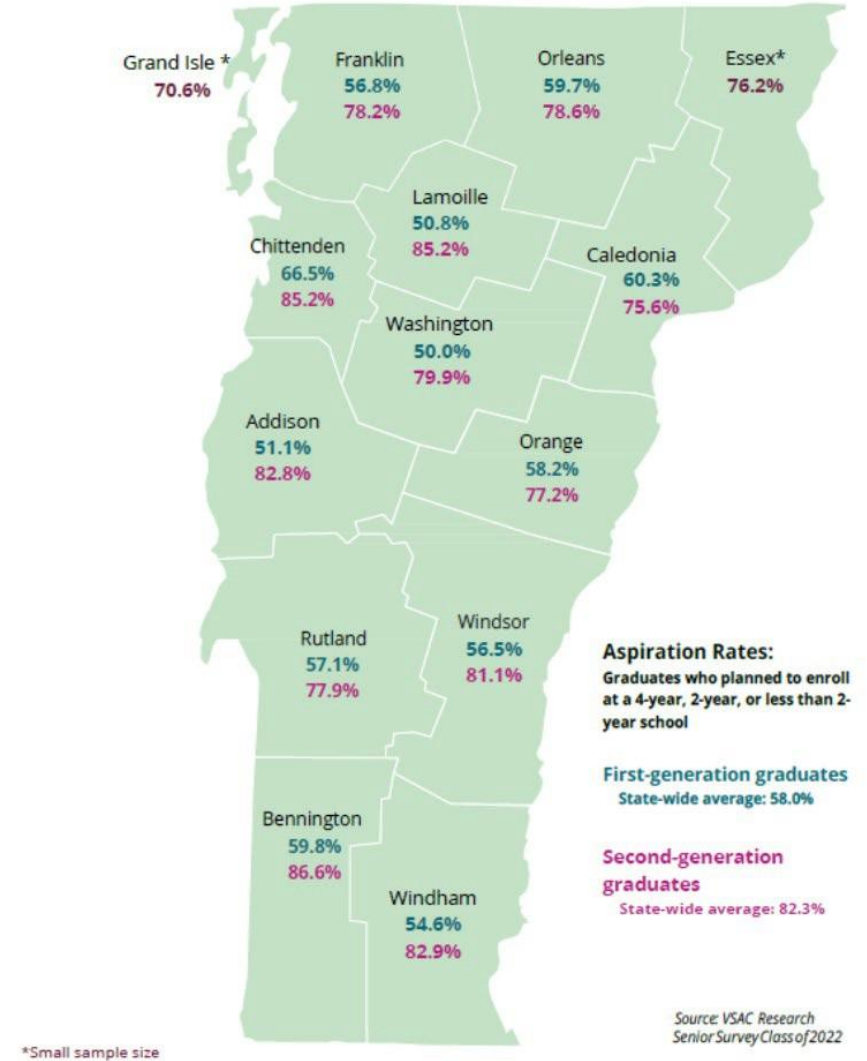 Grand Isle *
70.6%
Franklin
56.8%
78.2%
Orleans
59.7%
78.6%
Essex*
76.2%
Lamoille
50.8%
85.2%
Chittenden
66.5%
85.2%
Caledonia
60.3%
75.6%
Washington
50.0%
79.9%
Addison
51.1%
82.8%
Orange
58.2%
77.2%
Rutland
57.1%
77.9%
Windsor
56.5%
81.1%
Bennington
59.8%
86.6%
Windham
54.6%
82.9%
Aspiration Rates:
Graduates who planned to enroll
at a 4-year, 2-year, or less than 2-
year school
First-generation graduates
State-wide average: 58.0%
Second-generation
graduates
State-wide average: 82.3%
Source: VSAC Research
Senior Survey Class of 2022
*Small sample size